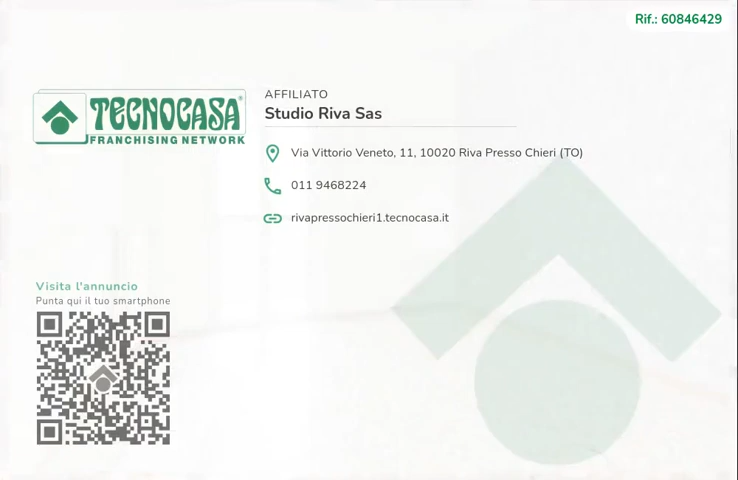 Rif.: 60846429
TECNOCASA
FRANCHISING NETWORK
AFFILIATO
Studio Riva Sas
Via Vittorio Veneto, 11, 10020 Riva Presso Chieri (TO)
011 9468224
rivapressochieri1.tecnocasa.it
Visita l'annuncio
Punta qui il tuo smartphone